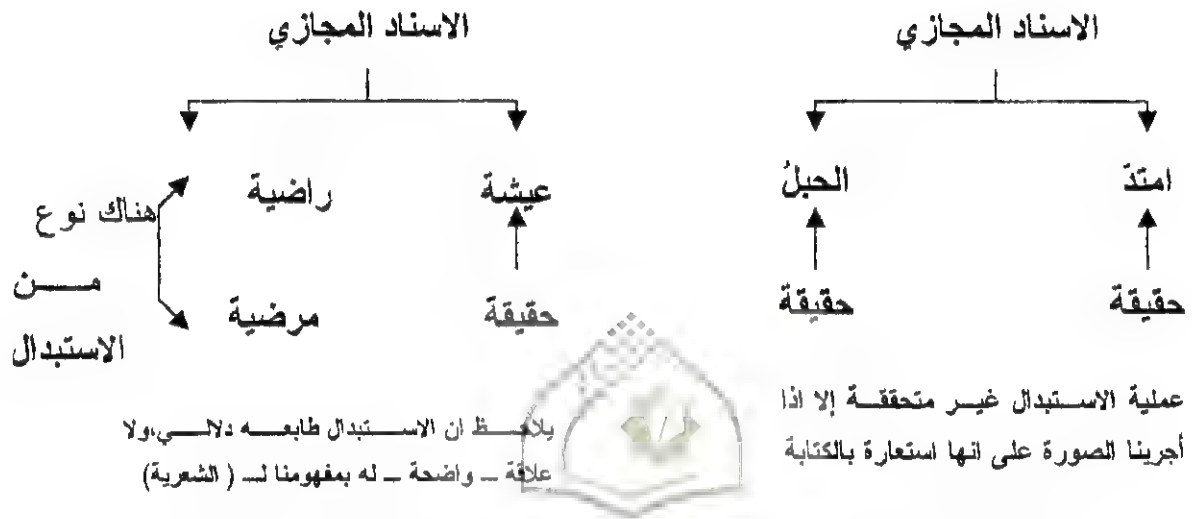 الاسناد المجازي
امتدّ الحبلُ
حقيقة حقيقة
عملية الاستبدال غير متحققة إلا اذا
أجرينا الصورة على انها استعارة بالكتابة
الاسناد المجازي
عيشة راضية
هناك نوع
من
الاستبدال
حقيقة مرضية
يلاحظ ان الاستبدال طابعه دلالي،ولا
علاقة – واضحة – له بمفهومنا لـ ( الشعرية)